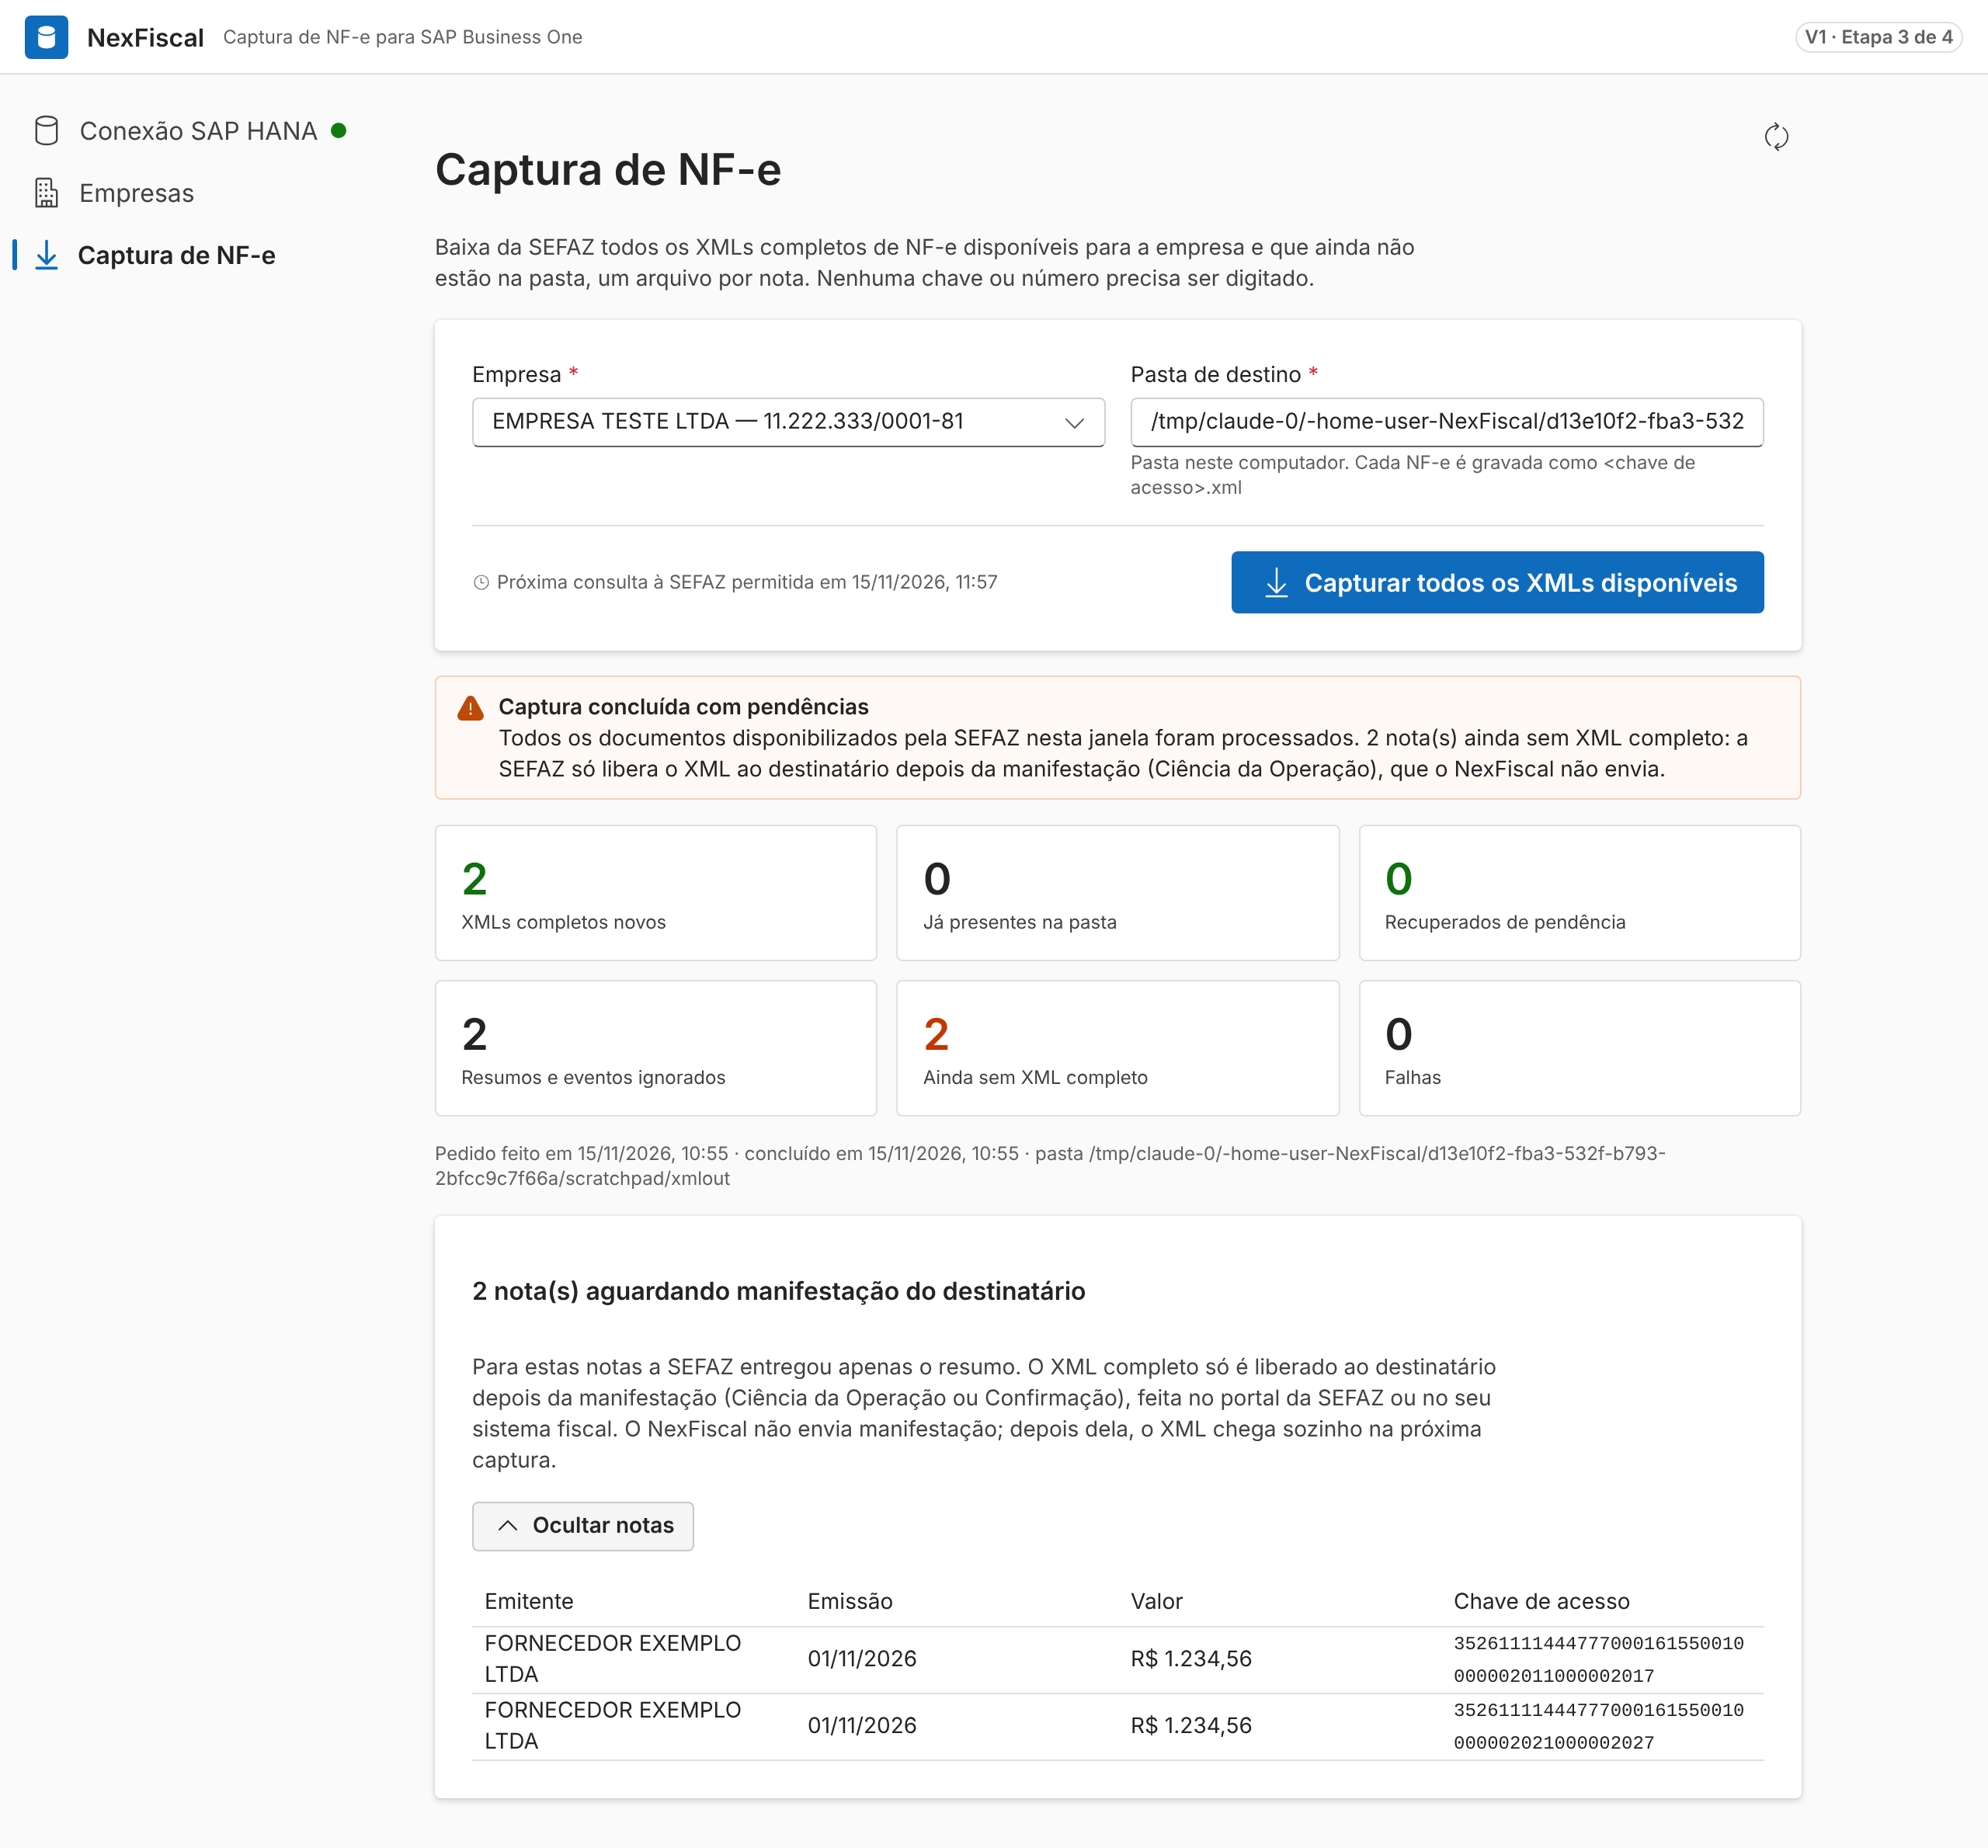 NexFiscal
Captura de NF-e para SAP Business One
V1 · Etapa 3 de 4
Conexão SAP HANA
Empresas
Captura de NF-e
Captura de NF-e
Baixa da SEFAZ todos os XMLs completos de NF-e disponíveis para a empresa e que ainda não
estão na pasta, um arquivo por nota. Nenhuma chave ou número precisa ser digitado.
Empresa *
EMPRESA TESTE LTDA — 11.222.333/0001-81
Pasta de destino *
/tmp/claude-0/-home-user-NexFiscal/d13e10f2-fba3-532
Pasta neste computador. Cada NF-e é gravada como <chave de
acesso>.xml
Próxima consulta à SEFAZ permitida em 15/11/2026, 11:57
Capturar todos os XMLs disponíveis
Captura concluída com pendências
Todos os documentos disponibilizados pela SEFAZ nesta janela foram processados. 2 nota(s) ainda sem XML completo: a
SEFAZ só libera o XML ao destinatário depois da manifestação (Ciência da Operação), que o NexFiscal não envia.
2
XMLs completos novos
0
Já presentes na pasta
0
Recuperados de pendência
2
Resumos e eventos ignorados
2
Ainda sem XML completo
0
Falhas
Pedido feito em 15/11/2026, 10:55 · concluído em 15/11/2026, 10:55 · pasta /tmp/claude-0/-home-user-NexFiscal/d13e10f2-fba3-532f-b793-
2bfcc9c7f66a/scratchpad/xmlout
2 nota(s) aguardando manifestação do destinatário
Para estas notas a SEFAZ entregou apenas o resumo. O XML completo só é liberado ao destinatário
depois da manifestação (Ciência da Operação ou Confirmação), feita no portal da SEFAZ ou no seu
sistema fiscal. O NexFiscal não envia manifestação; depois dela, o XML chega sozinho na próxima
captura.
Ocultar notas
Emitente
Emissão
Valor
Chave de acesso
FORNECEDOR EXEMPLO
LTDA
01/11/2026
R$ 1.234,56
35261111444777000161550010
000002011000002017
FORNECEDOR EXEMPLO
LTDA
01/11/2026
R$ 1.234,56
35261111444777000161550010
000002021000002027